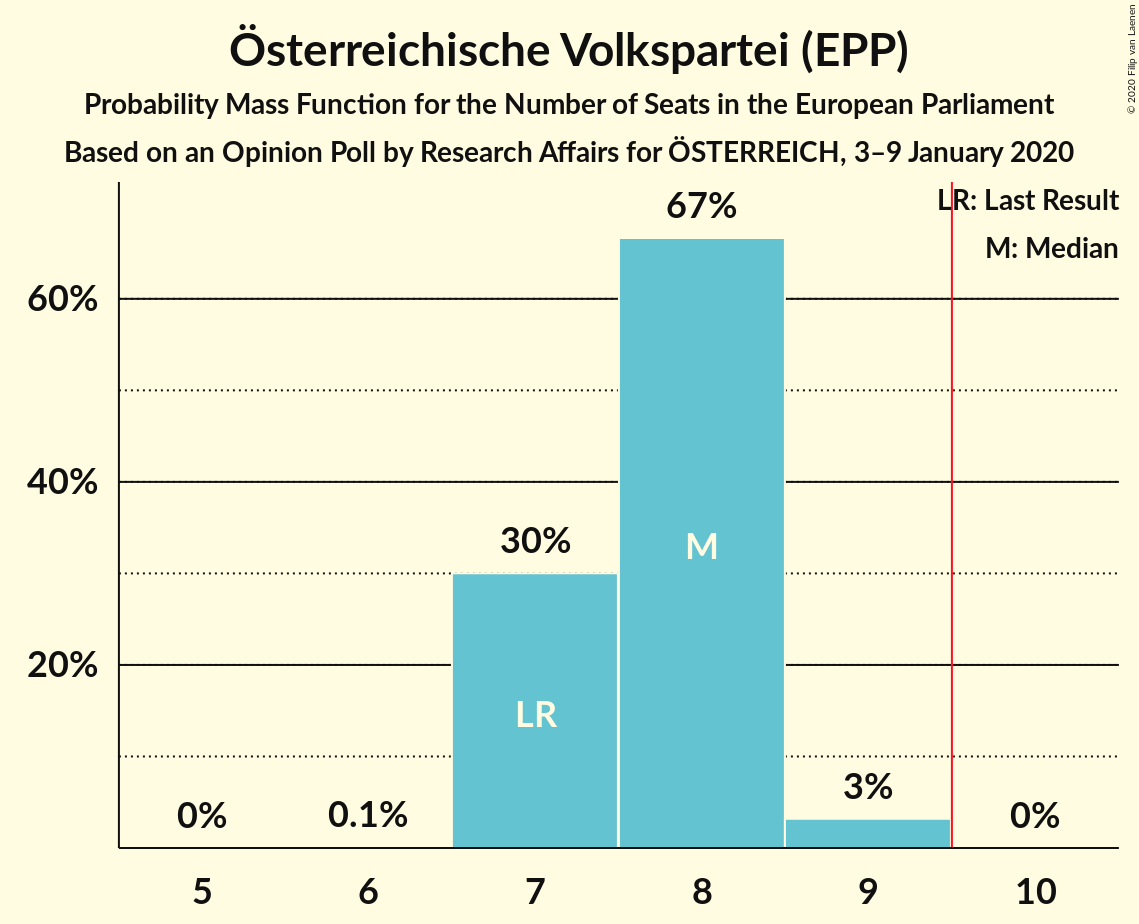 Österreichische Volkspartei (EPP)
Probability Mass Function for the Number of Seats in the European Parliament
Based on an Opinion Poll by Research Affairs for ÖSTERREICH, 3–9 January 2020
© 2020 Filip van Laenen
LR: Last Result
M: Median
67%
60%
40%
30%
M
20%
LR
0%
0.1%
3%
0%
5
6
7
8
9
10